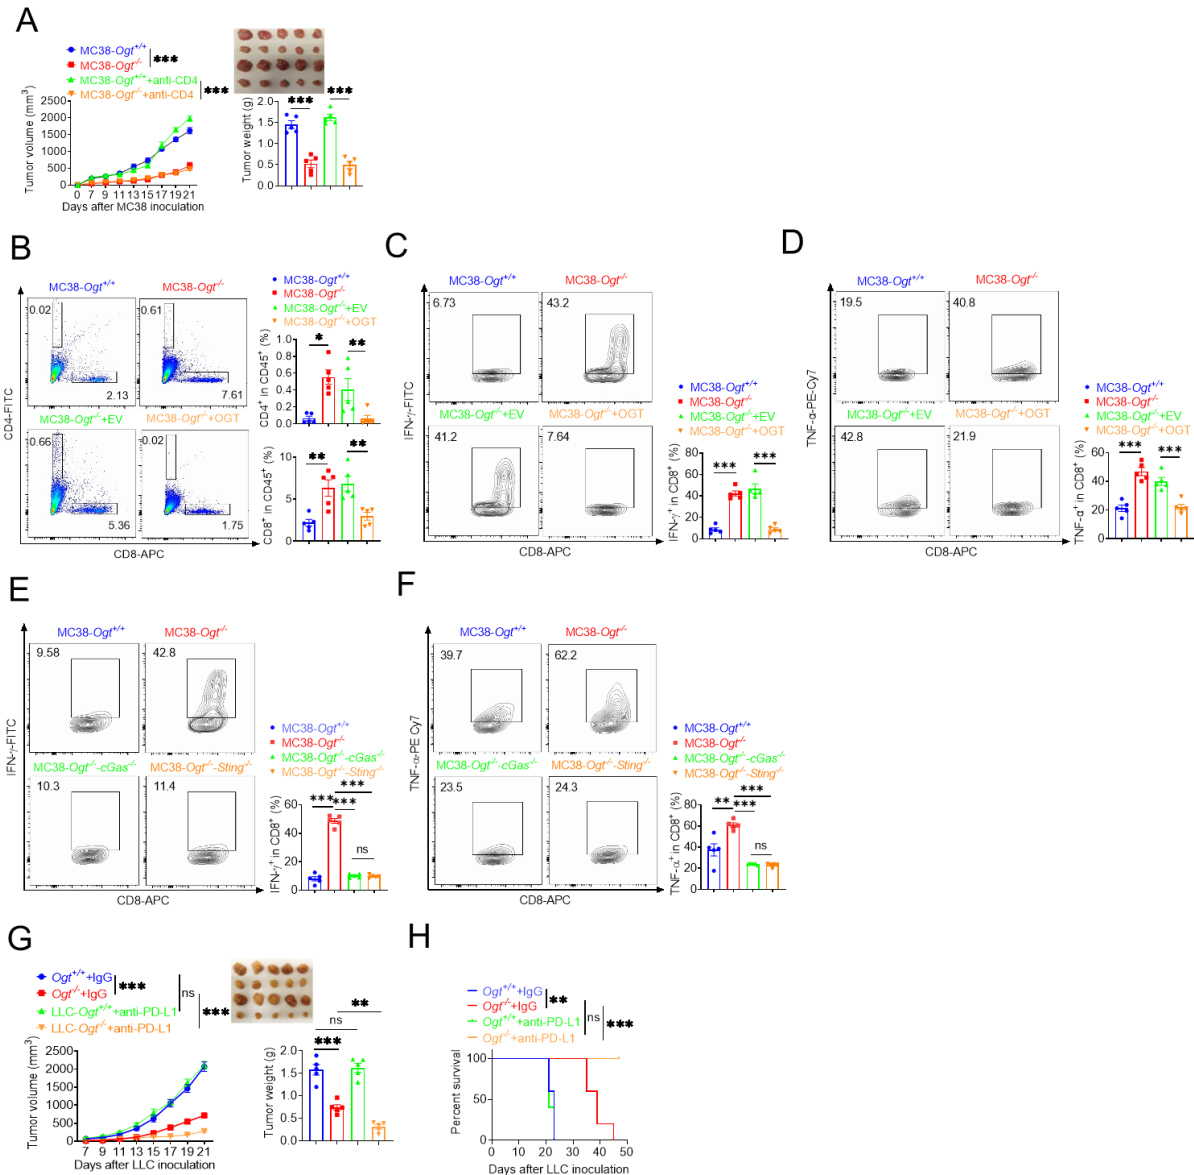 A
MC38-Ogt+/+
MC38-Ogt-/-
MC38-Ogt+/++anti-CD4
MC38-Ogt-/-+anti-CD4
***
***
Tumor volume (mm3)
2500
2000
1500
1000
500
0
0 7 9 11 13 15 17 19 21
Days after MC38 inoculation
Tumor weight (g)
2.0
1.5
1.0
0.5
0.0
*** ***
B
MC38-Ogt+/+ MC38-Ogt-/-
0.02 0.61
2.13 7.61
MC38-Ogt-/-+EV MC38-Ogt-/-+OGT
0.66 0.02
5.36 1.75
CD4-FITC
CD8-APC
MC38-Ogt+/+
MC38-Ogt-/-
MC38-Ogt-/-+EV
MC38-Ogt-/-+OGT
CD4+ in CD45+ (%)
1.0
0.8
0.6
0.4
0.2
0.0
* **
CD8+ in CD45+ (%)
10
5
0
** **
C
MC38-Ogt+/+ MC38-Ogt-/-
6.73 43.2
MC38-Ogt-/-+EV MC38-Ogt-/-+OGT
41.2 7.64
IFN-γ-FITC
CD8-APC
MC38-Ogt+/+
MC38-Ogt-/-
MC38-Ogt-/-+EV
MC38-Ogt-/-+OGT
IFN-γ+ in CD8+ (%)
80
60
40
20
0
*** ***
D
MC38-Ogt+/+ MC38-Ogt-/-
19.5 40.8
MC38-Ogt-/-+EV MC38-Ogt-/-+OGT
42.8 21.9
TNF-α-PE-Cy7
CD8-APC
MC38-Ogt+/+
MC38-Ogt-/-
MC38-Ogt-/-+EV
MC38-Ogt-/-+OGT
TNF-α+ in CD8+ (%)
60
40
20
0
*** ***
E
MC38-Ogt+/+ MC38-Ogt-/-
9.58 42.8
MC38-Ogt-/--cGas-/- MC38-Ogt-/--Sting-/-
10.3 11.4
IFN-γ-FITC
CD8-APC
MC38-Ogt+/+
MC38-Ogt-/-
MC38-Ogt-/--cGas-/-
MC38-Ogt-/--Sting-/-
IFN-γ+ in CD8+ (%)
60
40
20
0
***
*** ***
ns
F
MC38-Ogt+/+ MC38-Ogt-/-
39.7 62.2
MC38-Ogt-/--cGas-/- MC38-Ogt-/--Sting-/-
23.5 24.3
TNF-α-PE Cy7
CD8-APC
MC38-Ogt+/+
MC38-Ogt-/-
MC38-Ogt-/--cGas-/-
MC38-Ogt-/--Sting-/-
TNF-α+ in CD8+ (%)
80
60
40
20
0
***
** ***
ns
G
Ogt+/++IgG
Ogt-/-+IgG
LLC-Ogt+/++anti-PD-L1
LLC-Ogt-/-+anti-PD-L1
***
ns
***
Tumor volume (mm3)
2500
2000
1500
1000
500
0
7 9 11 13 15 17 19 21
Days after LLC inoculation
Tumor weight (g)
2.0
1.5
1.0
0.5
0.0
**
ns
***
H
Ogt+/++IgG
Ogt-/-+IgG
Ogt+/++anti-PD-L1
Ogt-/-+anti-PD-L1
**
ns
***
Percent survival
100
50
0
0 10 20 30 40 50
Days after LLC inoculation